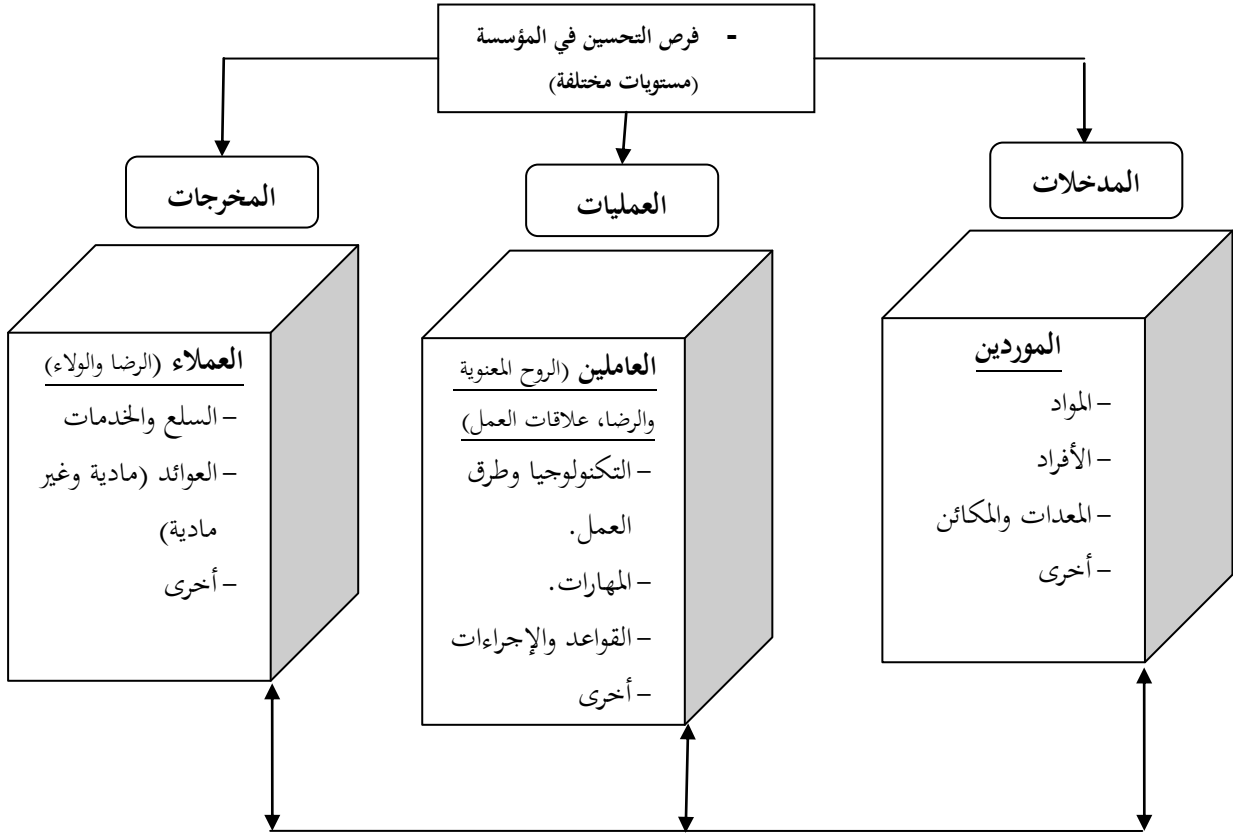 - فرص التحسين في المؤسسة
(مستويات مختلفة)
المدخلات
العمليات
المخرجات
الموردين
– المواد
– الأفراد
– المعدات والمكائن
– أخرى
العاملين (الروح المعنوية
والرضا، علاقات العمل)
– التكنولوجيا وطرق
العمل.
– المهارات.
– القواعد والإجراءات
– أخرى
العملاء (الرضا والولاء)
– السلع والخدمات
– العوائد (مادية وغير
مادية)
– أخرى